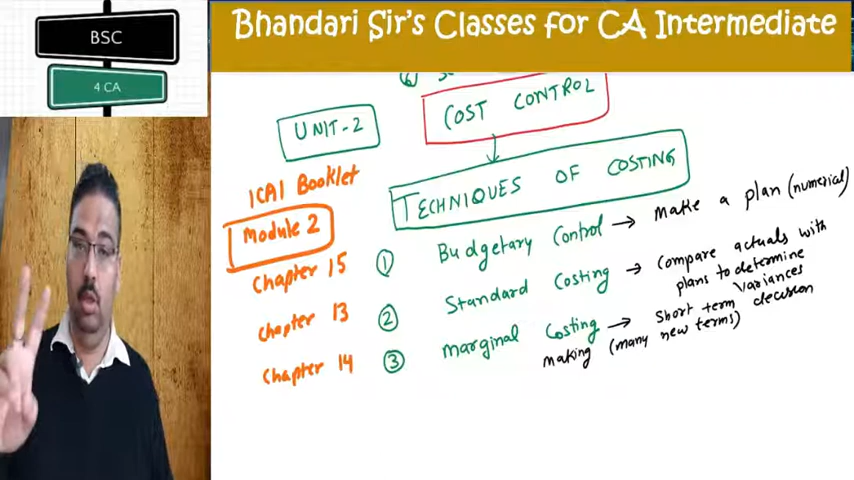 Bhandari Sir's Classes for CA Intermediate
BSC
4 CA
COST CONTROL
UNIT-2
TECHNIQUES OF COSTING
ICAI Booklet
Module 2
Chapter 15 ① Budgetary Control → Make a plan (numerical)
Chapter 13 ② Standard Costing → Compare actuals with
plans to determine
variances
Chapter 14 ③ Marginal Costing → Short term decision
making (many new terms)